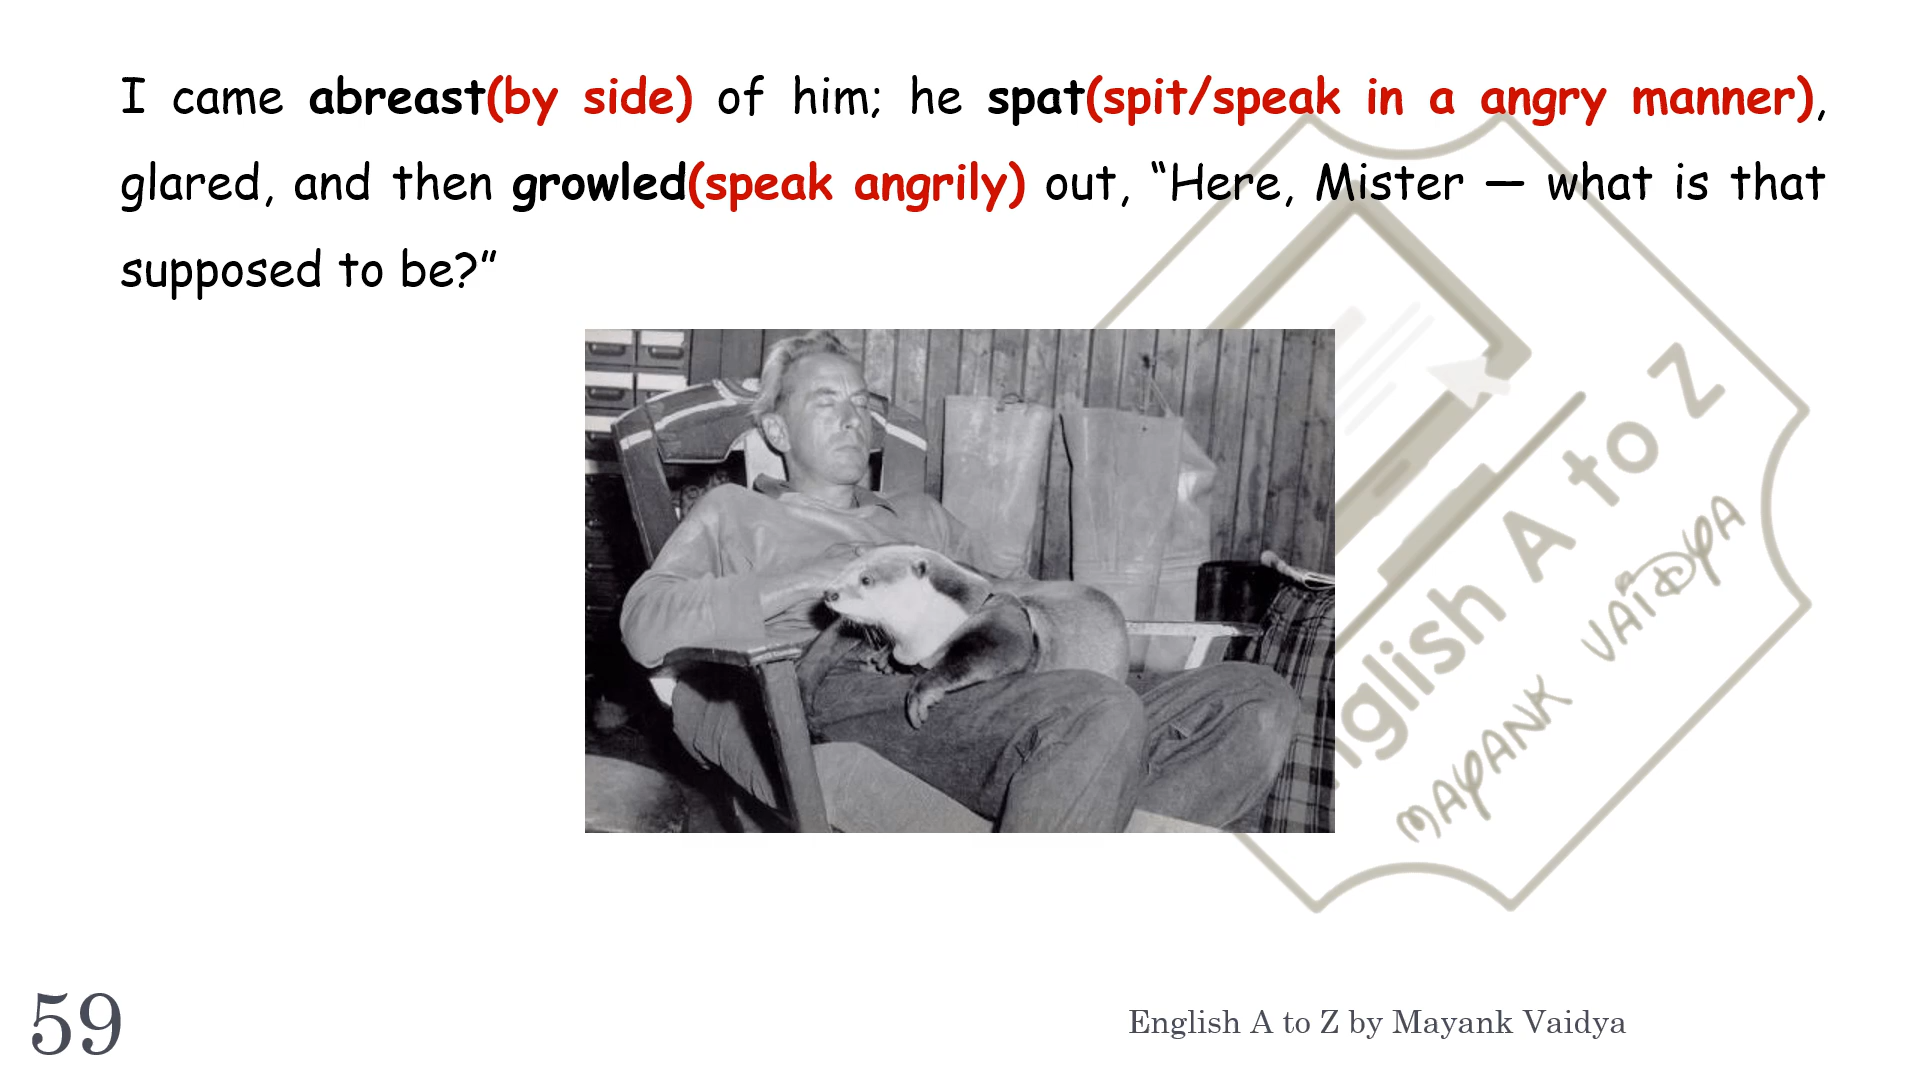 I came abreast(by side) of him; he spat(spit/speak in a angry manner),
glared, and then growled(speak angrily) out, “Here, Mister — what is that
supposed to be?”
English A to Z
MAYANK VAIDYA
59
English A to Z by Mayank Vaidya